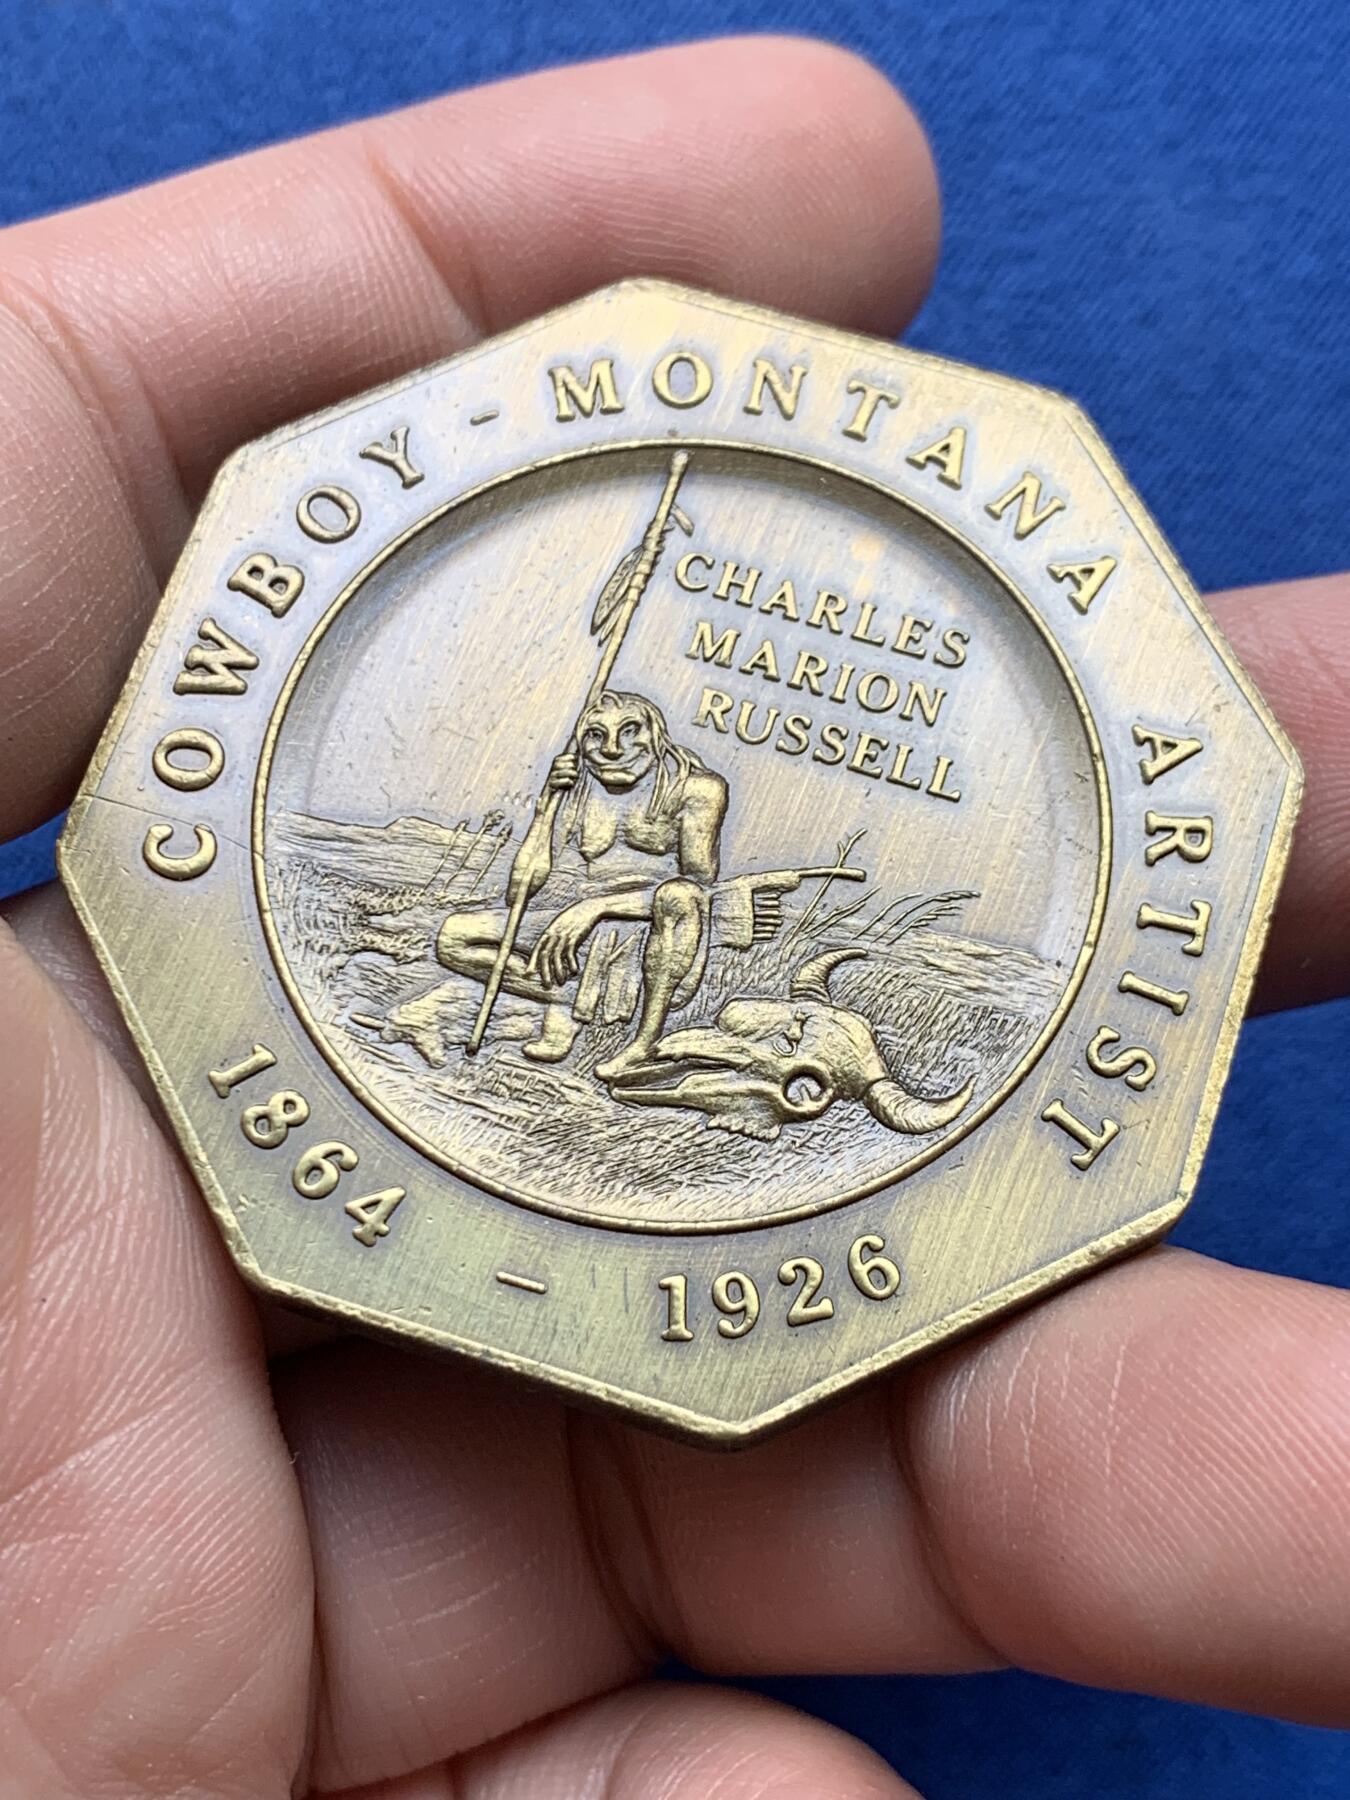 COWBOY - MONTANA ARTIST
CHARLES
MARION
RUSSELL
1864 - 1926